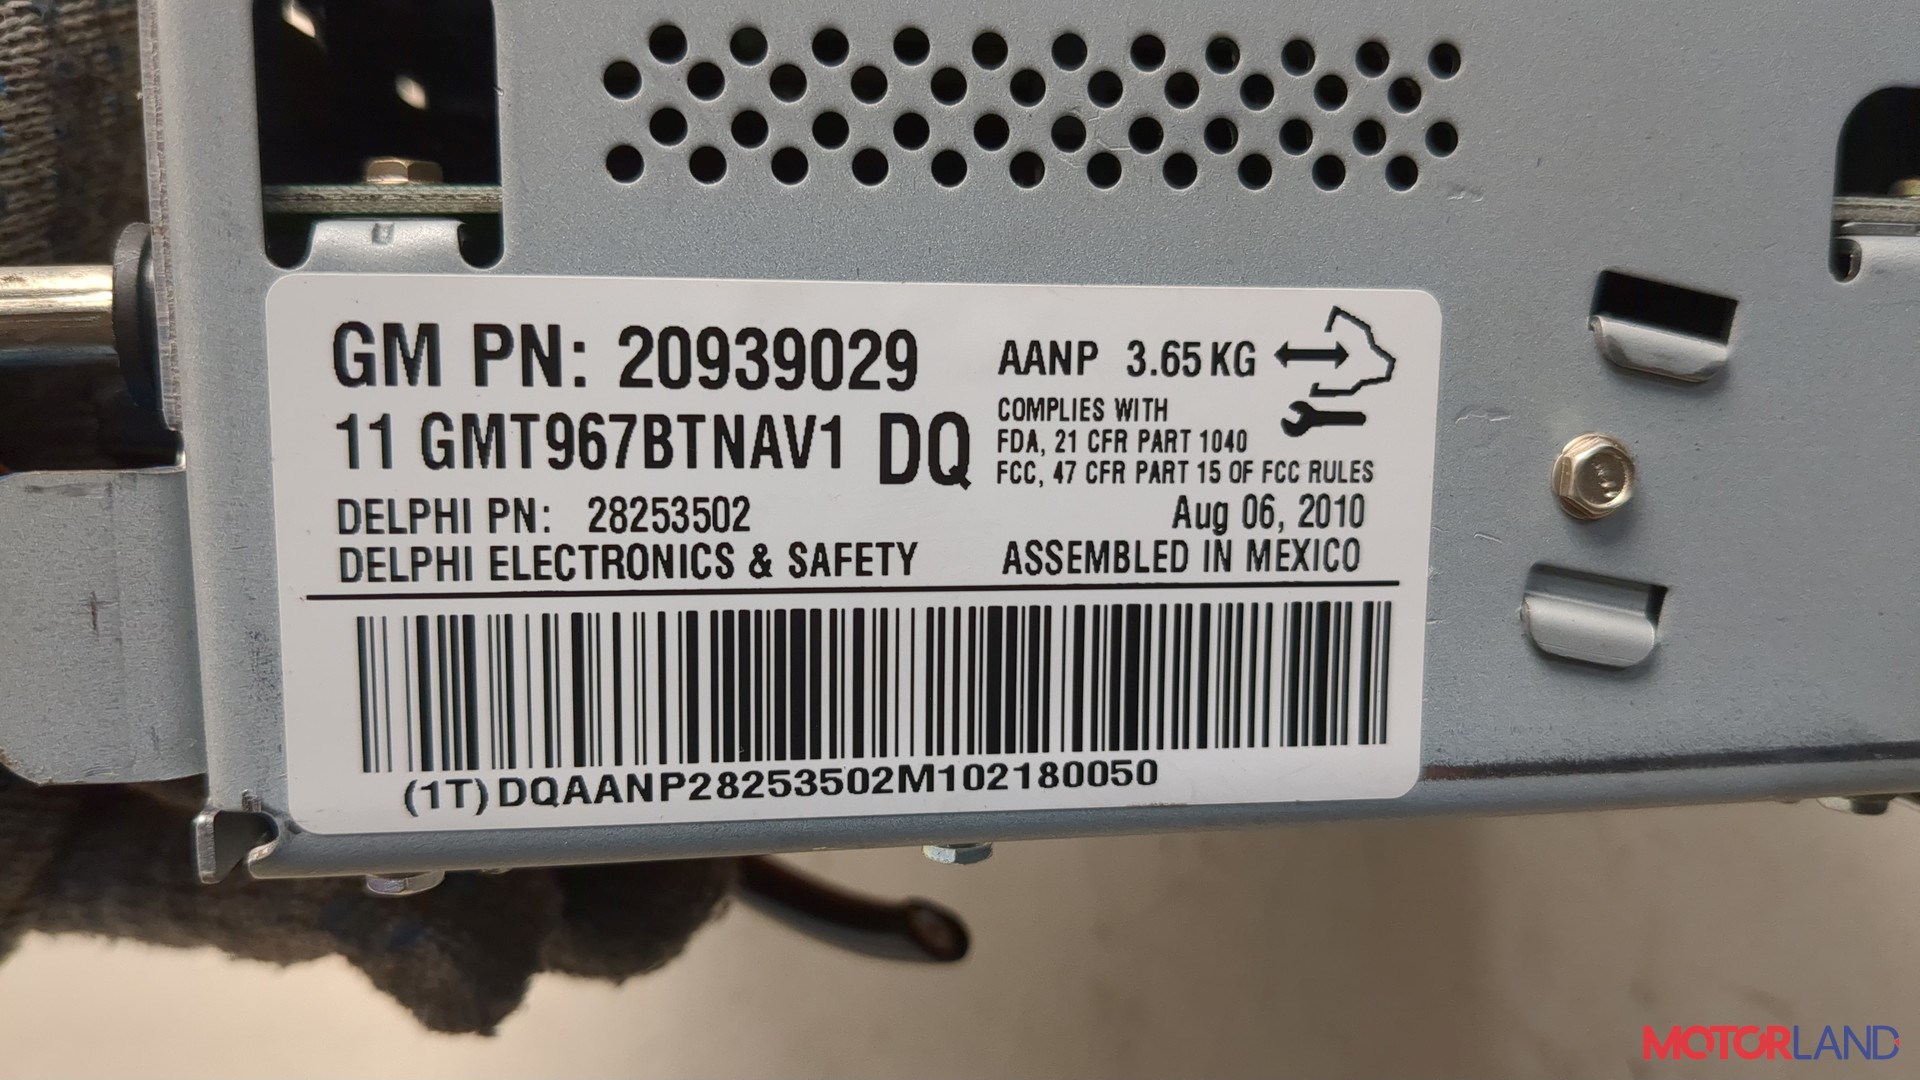 GM PN: 20939029
11 GMT967BTNAV1 DQ
DELPHI PN: 28253502
DELPHI ELECTRONICS & SAFETY
AANP 3.65 KG
COMPLIES WITH
FDA, 21 CFR PART 1040
FCC, 47 CFR PART 15 OF FCC RULES
Aug 06, 2010
ASSEMBLED IN MEXICO
(1T)DQAANP28253502M102180050
MOTORLAND